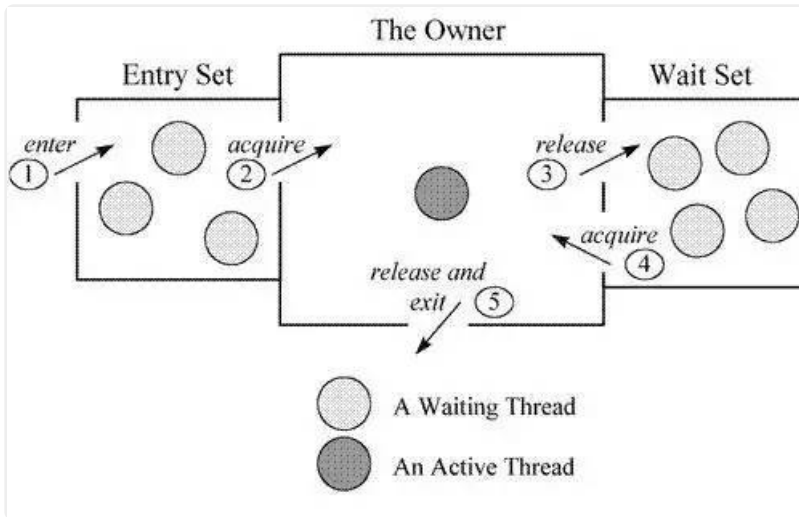 The Owner
Entry Set
Wait Set
enter
1
acquire
2
release
3
acquire
4
release and
exit
5
A Waiting Thread
An Active Thread